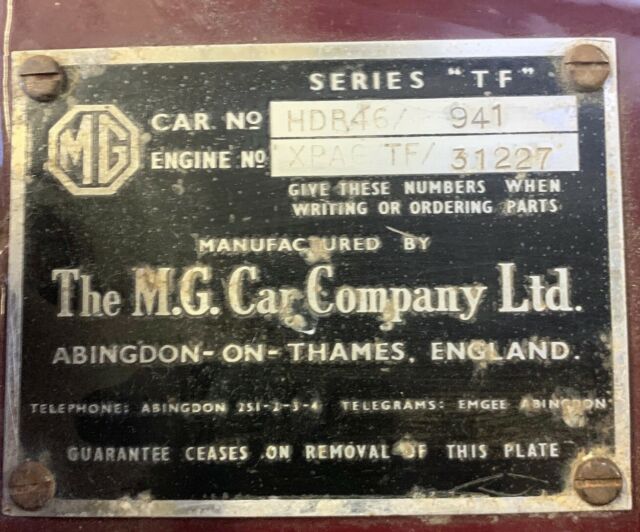 SERIES "TF"
MG
CAR NO HDB46/ 941
ENGINE NO XPAG TF/ 31227
GIVE THESE NUMBERS WHEN
WRITING OR ORDERING PARTS
MANUFACTURED BY
The M.G. Car Company Ltd.
ABINGDON-ON-THAMES, ENGLAND.
TELEPHONE: ABINGDON 251-2-3-4 TELEGRAMS: EMGEE ABINGDON
GUARANTEE CEASES ON REMOVAL OF THIS PLATE